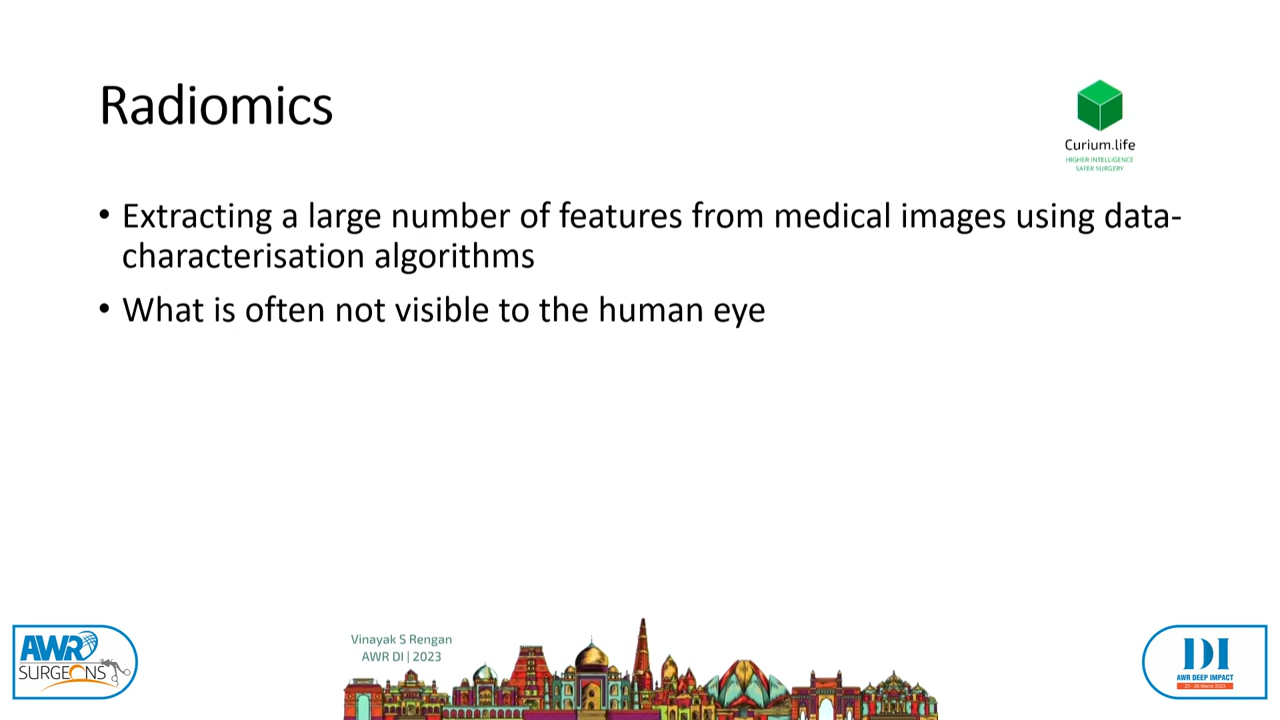 Radiomics
Curium.life
HIGHER INTELLIGENCE
SAFER SURGERY
• Extracting a large number of features from medical images using data-
characterisation algorithms
• What is often not visible to the human eye
Vinayak S Rengan
AWR DI | 2023
AWR
SURGEONS
DI
AWR DEEP IMPACT